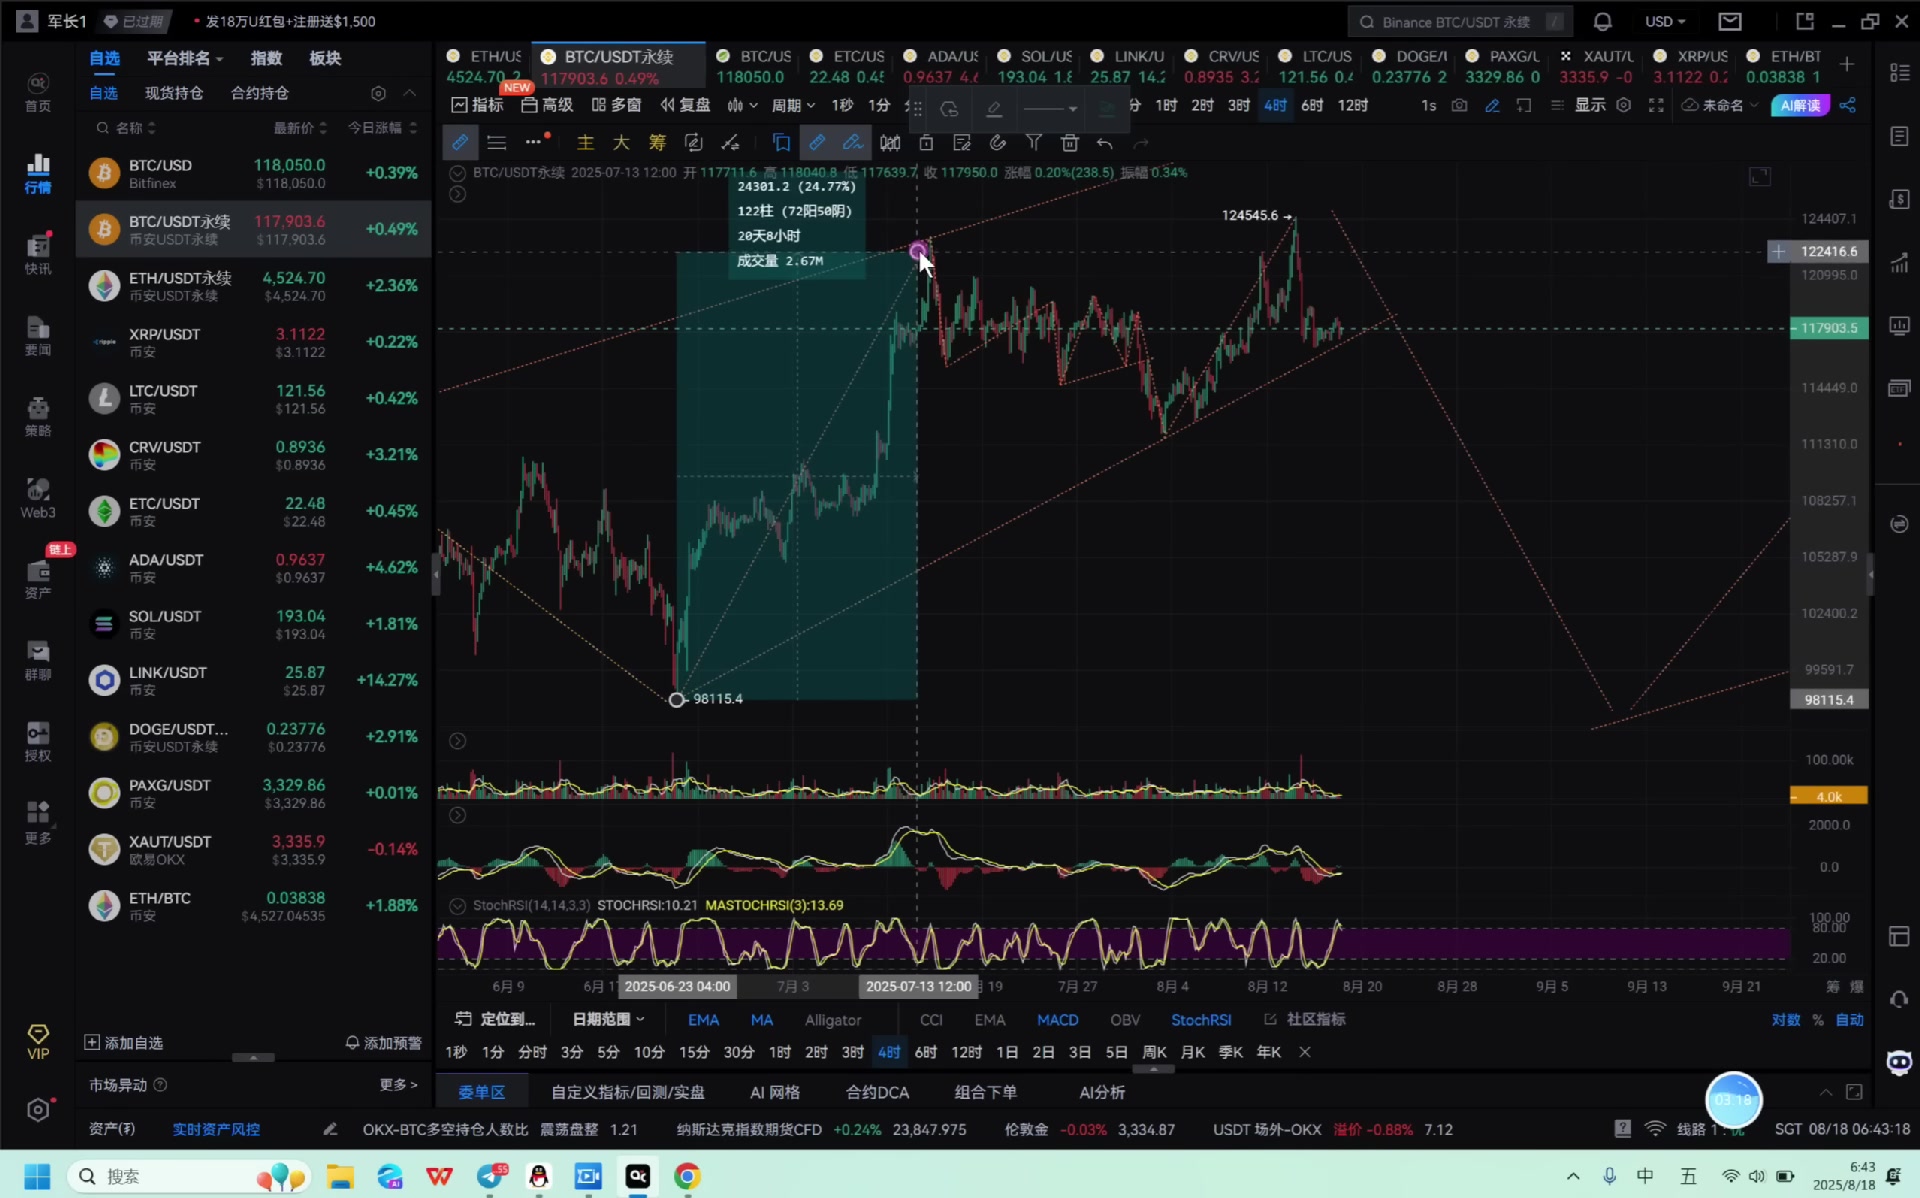 军长1 已过期 发18万U红包+注册送$1,500
Binance BTC/USDT 永续 / USD
自选 平台排名 指数 板块
自选 现货持仓 合约持仓
名称 最新价 今日涨幅
BTC/USD 118,050.0 +0.39%
Bitfinex $118,050.0
BTC/USDT永续 117,903.6 +0.49%
币安USDT永续 $117,903.6
ETH/USDT永续 4,524.70 +2.36%
币安USDT永续 $4,524.70
XRP/USDT 3.1122 +0.22%
币安 $3.1122
LTC/USDT 121.56 +0.42%
币安 $121.56
CRV/USDT 0.8936 +3.21%
币安 $0.8936
ETC/USDT 22.48 +0.45%
币安 $22.48
ADA/USDT 0.9637 +4.62%
币安 $0.9637
SOL/USDT 193.04 +1.81%
币安 $193.04
LINK/USDT 25.87 +14.27%
币安 $25.87
DOGE/USDT... 0.23776 +2.91%
币安USDT永续 $0.23776
PAXG/USDT 3,329.86 +0.01%
币安 $3,329.86
XAUT/USDT 3,335.9 -0.14%
欧易OKX $3,335.9
ETH/BTC 0.03838 +1.88%
币安 $4,527.04535
添加自选 添加预警
市场异动 更多 >
首页
行情
快讯
要闻
策略
Web3
链上
资产
群聊
授权
更多
VIP
ETH/US BTC/USDT永续 BTC/US ETC/US ADA/US SOL/US LINK/U CRV/US LTC/US DOGE/I PAXG/L XAUT/L XRP/US ETH/BT
4524.70 2 117903.6 0.49% 118050.0 22.48 0.45 0.9637 4.6 193.04 1.8 25.87 14.2 0.8935 3.2 121.56 0.4 0.23776 2 3329.86 0 3335.9 -0 3.1122 0.2 0.03838 1
NEW
指标 高级 多窗 复盘 周期 1秒 1分 1时 2时 3时 4时 6时 12时 1s 显示 未命名 AI解读
主 大 筹
BTC/USDT永续 2025-07-13 12:00 开 117711.6 高 118040.8 低 117639.7 收 117950.0 涨幅 0.20%(238.5) 振幅 0.34%
24301.2 (24.77%)
122柱 (72阳50阴)
20天8小时
成交量 2.67M
124545.6
98115.4
124407.1
122416.6
120995.0
117903.5
114449.0
111310.0
108257.1
105287.9
102400.2
99591.7
98115.4
100.00k
4.0k
2000.0
0.0
StochRSI(14,14,3,3) STOCHRSI:10.21 MASTOCHRSI(3):13.69
100.00
80.00
20.00
6月9 6月1 2025-06-23 04:00 7月3 2025-07-13 12:00 19 7月27 8月4 8月12 8月20 8月28 9月5 9月13 9月21 筹 爆
定位到... 日期范围 EMA MA Alligator CCI EMA MACD OBV StochRSI 社区指标 对数 % 自动
1秒 1分 分时 3分 5分 10分 15分 30分 1时 2时 3时 4时 6时 12时 1日 2日 3日 5日 周K 月K 季K 年K
委单区 自定义指标/回测/实盘 AI 网格 合约DCA 组合下单 AI分析
03:18
资产(₮) 实时资产风控 OKX-BTC多空持仓人数比 震荡盘整 1.21 纳斯达克指数期货CFD +0.24% 23,847.975 伦敦金 -0.03% 3,334.87 USDT 场外-OKX 溢价 -0.88% 7.12 线路 1 SGT 08/18 06:43:18
搜索 55 中 五 6:43
2025/8/18